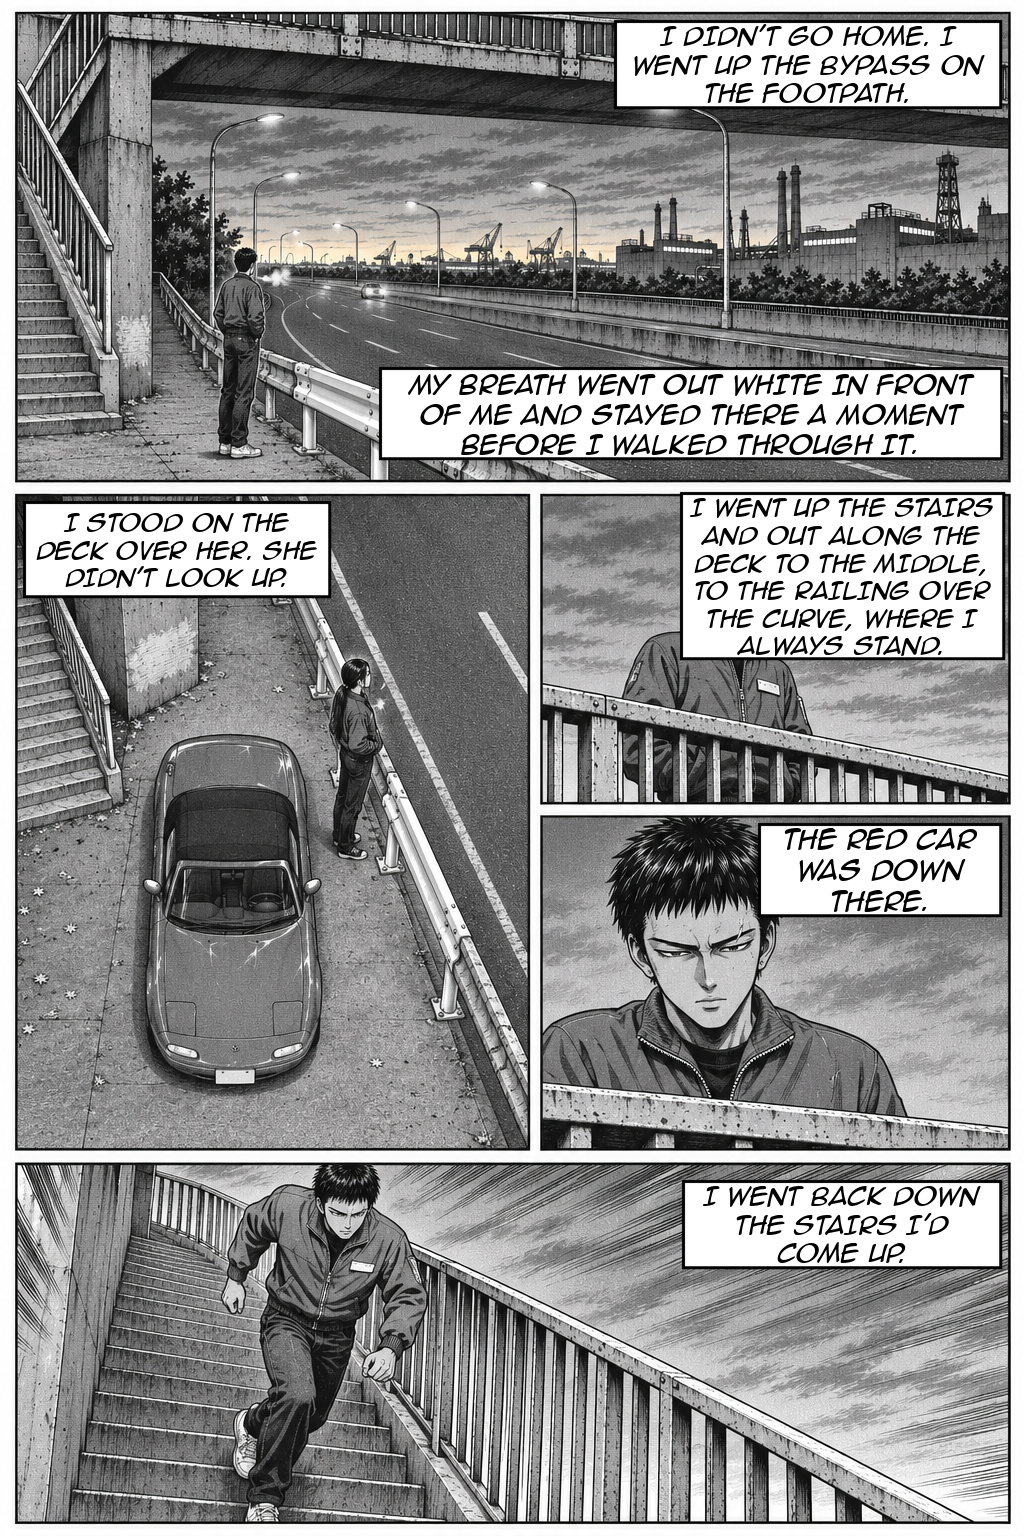 I DIDN'T GO HOME. I
WENT UP THE BYPASS ON
THE FOOTPATH.
MY BREATH WENT OUT WHITE IN FRONT
OF ME AND STAYED THERE A MOMENT
BEFORE I WALKED THROUGH IT.
I STOOD ON THE
DECK OVER HER. SHE
DIDN'T LOOK UP.
I WENT UP THE STAIRS
AND OUT ALONG THE
DECK TO THE MIDDLE,
TO THE RAILING OVER
THE CURVE, WHERE I
ALWAYS STAND.
THE RED CAR
WAS DOWN
THERE.
I WENT BACK DOWN
THE STAIRS I'D
COME UP.